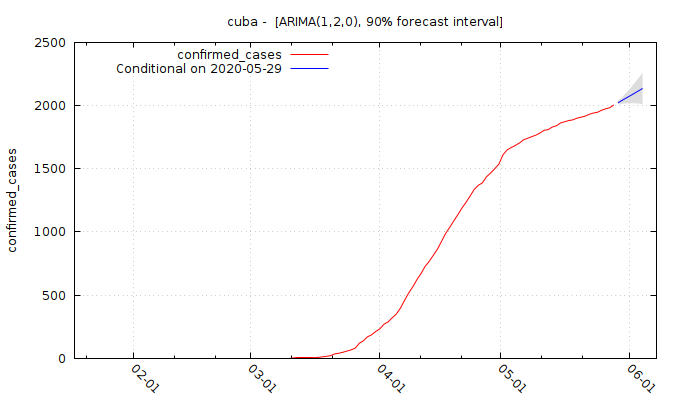 cuba - [ARIMA(1,2,0), 90% forecast interval]
confirmed_cases
Conditional on 2020-05-29
2500
2000
1500
1000
500
0
confirmed_cases
02-01
03-01
04-01
05-01
06-01